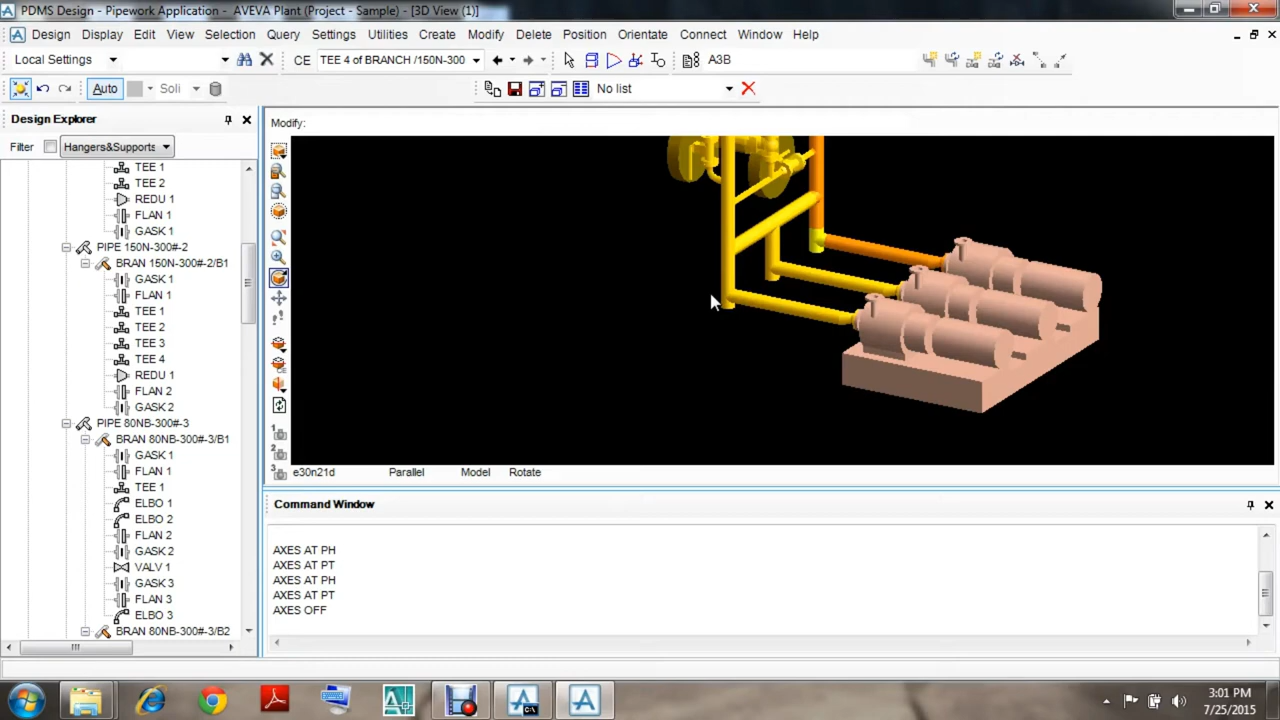 PDMS Design - Pipework Application - AVEVA Plant (Project - Sample) - [3D View (1)]
Design Display Edit View Selection Query Settings Utilities Create Modify Delete Position Orientate Connect Window Help
Local Settings CE TEE 4 of BRANCH /150N-300 A3B
Auto Soli No list
Design Explorer
Filter Hangers&Supports
TEE 1
TEE 2
REDU 1
FLAN 1
GASK 1
PIPE 150N-300#-2
BRAN 150N-300#-2/B1
GASK 1
FLAN 1
TEE 1
TEE 2
TEE 3
TEE 4
REDU 1
FLAN 2
GASK 2
PIPE 80NB-300#-3
BRAN 80NB-300#-3/B1
GASK 1
FLAN 1
TEE 1
ELBO 1
ELBO 2
FLAN 2
GASK 2
VALV 1
GASK 3
FLAN 3
ELBO 3
BRAN 80NB-300#-3/B2
Modify:
CE
1
2
3
e30n21d Parallel Model Rotate
Command Window
AXES AT PH
AXES AT PT
AXES AT PH
AXES AT PT
AXES OFF
3:01 PM
7/25/2015